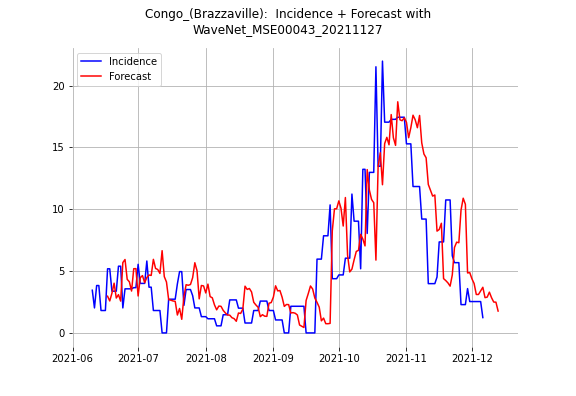 Congo_(Brazzaville):  Incidence + Forecast with
WaveNet_MSE00043_20211127
Incidence
Forecast
20
15
10
5
0
2021-06 2021-07 2021-08 2021-09 2021-10 2021-11 2021-12